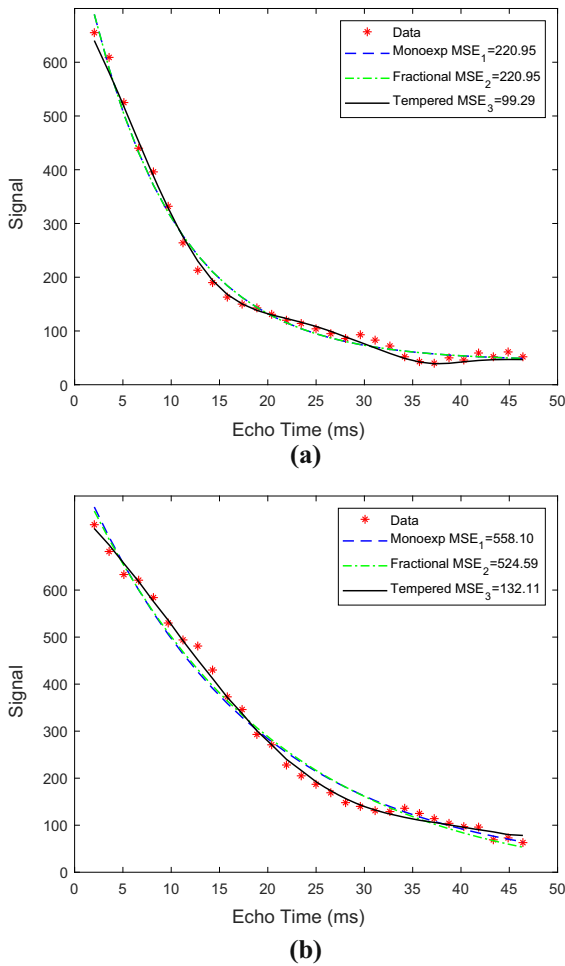 Data
Monoexp MSE1=220.95
Fractional MSE2=220.95
Tempered MSE3=99.29
600
500
400
300
200
100
0
Signal
0 5 10 15 20 25 30 35 40 45 50
Echo Time (ms)
(a)
Data
Monoexp MSE1=558.10
Fractional MSE2=524.59
Tempered MSE3=132.11
600
500
400
300
200
100
0
Signal
0 5 10 15 20 25 30 35 40 45 50
Echo Time (ms)
(b)